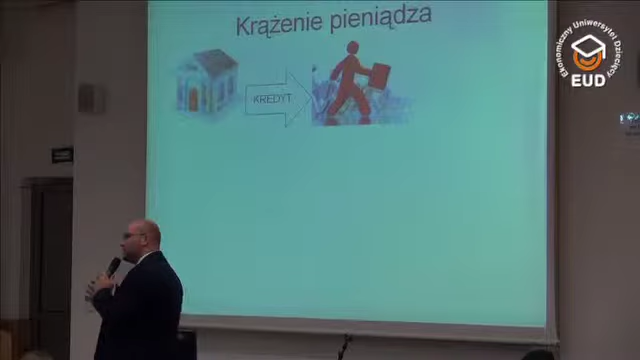 Krążenie pieniądza
KREDYT
Ekonomiczny Uniwersytet Dziecięcy
EUD